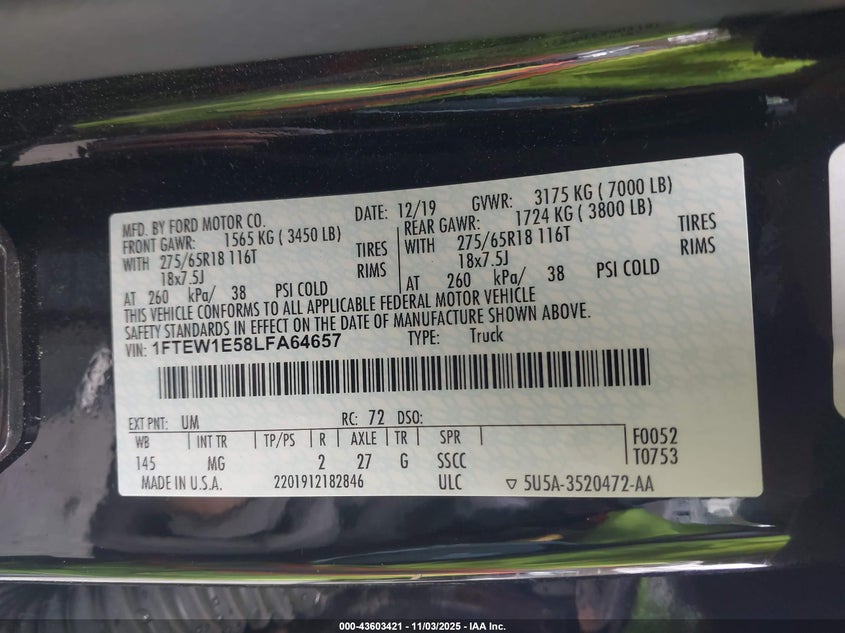 MFD. BY FORD MOTOR CO. DATE: 12/19 GVWR: 3175 KG ( 7000 LB)
FRONT GAWR: 1565 KG ( 3450 LB) REAR GAWR: 1724 KG ( 3800 LB)
WITH 275/65R18 116T TIRES WITH 275/65R18 116T TIRES
18x7.5J RIMS 18x7.5J RIMS
AT 260 kPa/ 38 PSI COLD AT 260 kPa/ 38 PSI COLD
THIS VEHICLE CONFORMS TO ALL APPLICABLE FEDERAL MOTOR VEHICLE
SAFETY STANDARDS IN EFFECT ON THE DATE OF MANUFACTURE SHOWN ABOVE.
VIN: 1FTEW1E58LFA64657 TYPE: Truck
EXT PNT: UM RC: 72 DSO:
WB INT TR TP/PS R AXLE TR SPR F0052
145 MG 2 27 G SSCC T0753
MADE IN U.S.A. 2201912182846 ULC ▽ 5U5A-3520472-AA
000-43603421 - 11/03/2025 - IAA Inc.